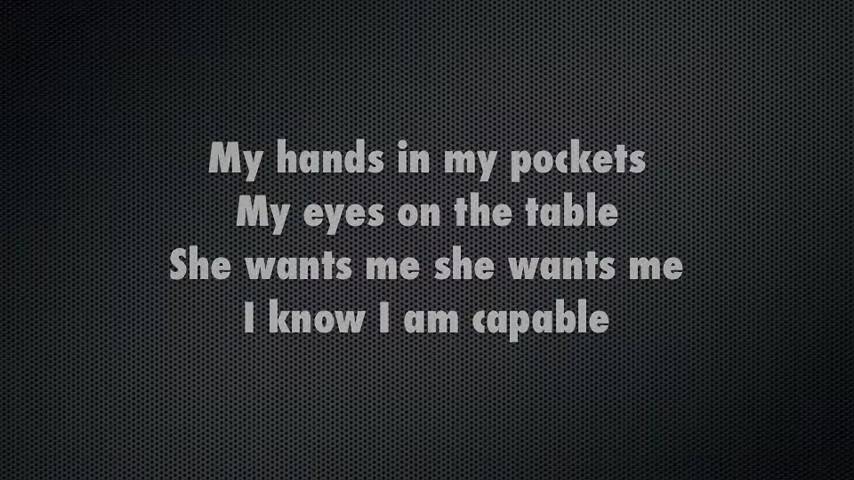 My hands in my pockets
My eyes on the table
She wants me she wants me
I know I am capable